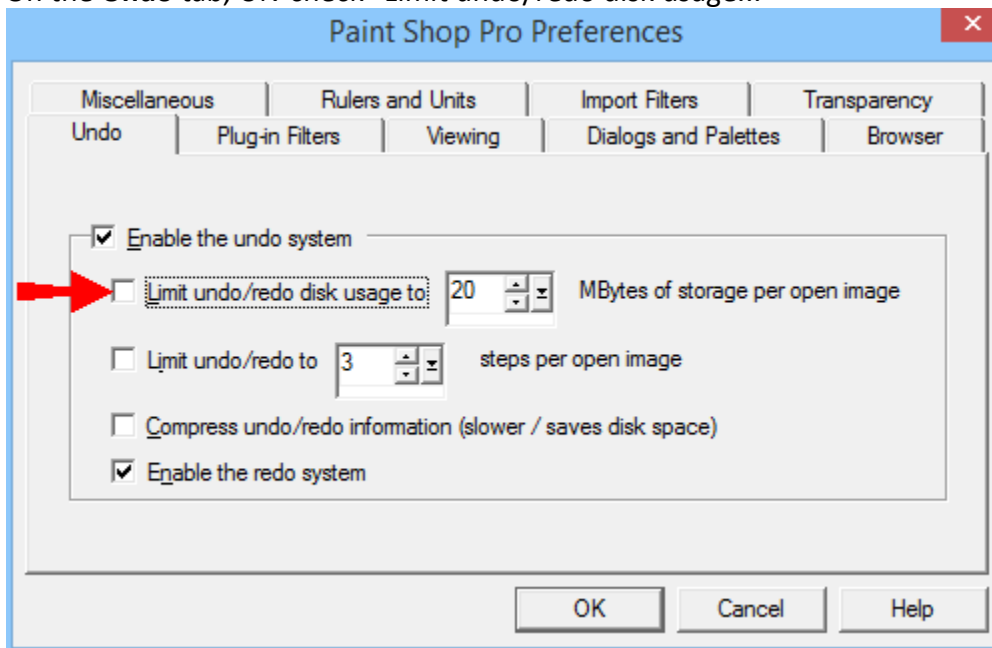 On the Undo tab, UN-check "Limit undo/redo disk usage...
Paint Shop Pro Preferences
Miscellaneous Rulers and Units Import Filters Transparency
Undo Plug-in Filters Viewing Dialogs and Palettes Browser
Enable the undo system
Limit undo/redo disk usage to 20 MBytes of storage per open image
Limit undo/redo to 3 steps per open image
Compress undo/redo information (slower / saves disk space)
Enable the redo system
OK Cancel Help